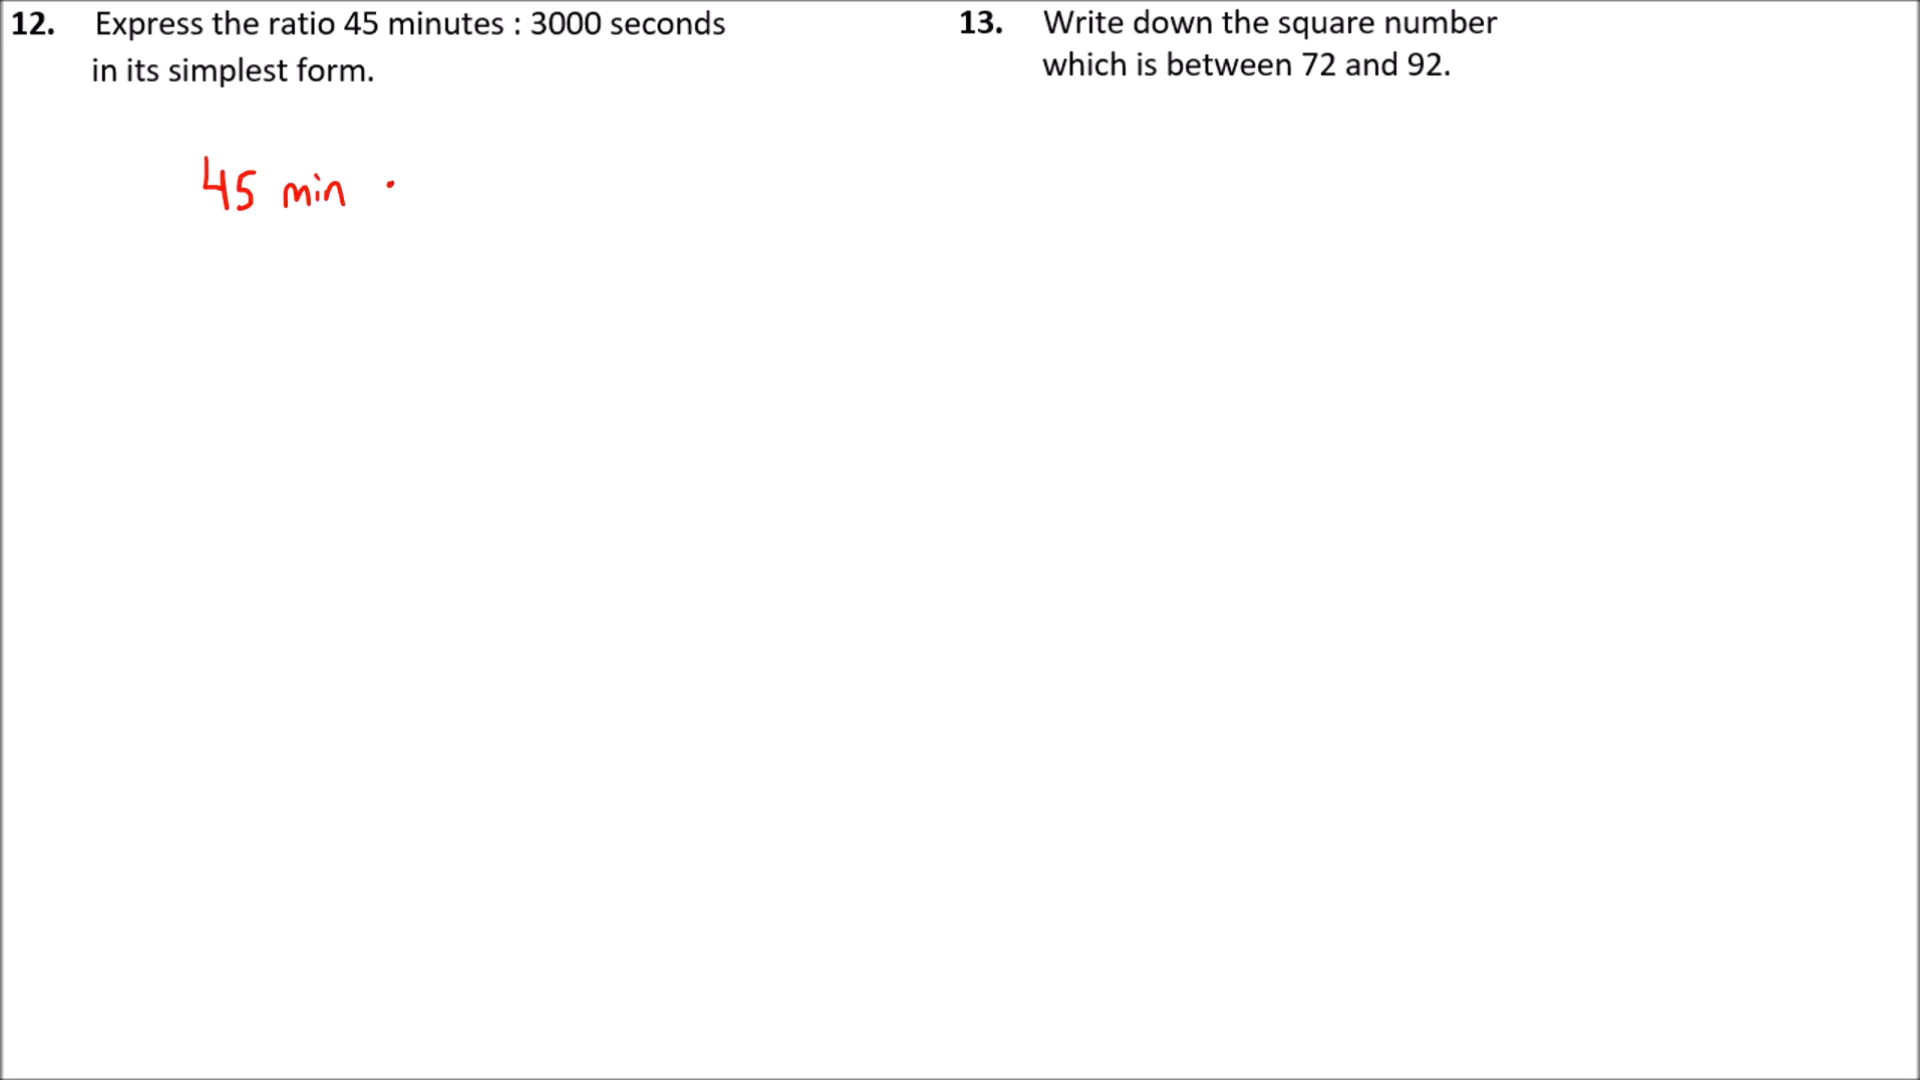 12. Express the ratio 45 minutes : 3000 seconds
in its simplest form.
45 min ·
13. Write down the square number
which is between 72 and 92.